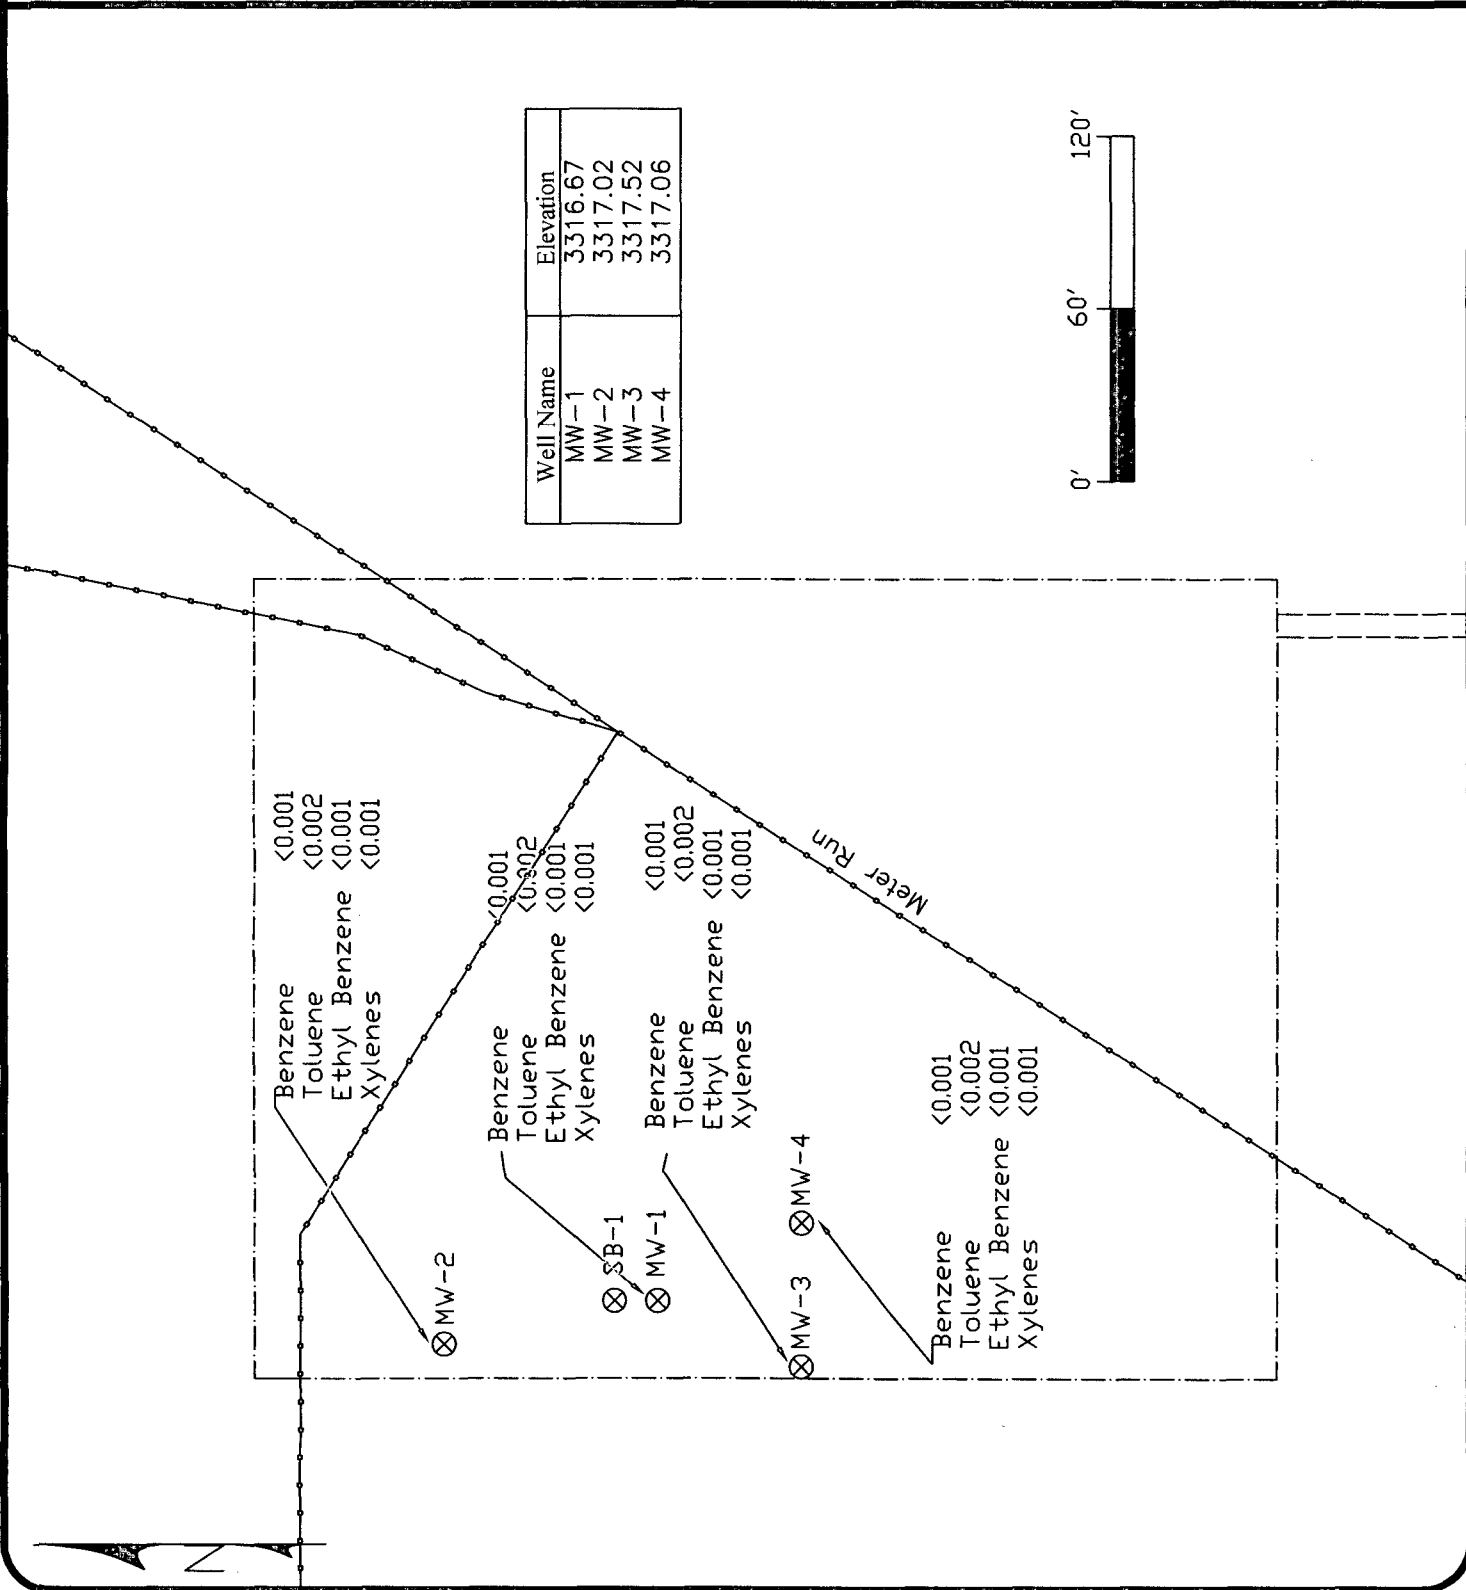 Well Name Elevation
MW-1 3316.67
MW-2 3317.02
MW-3 3317.52
MW-4 3317.06
0' 60' 120'
Benzene <0.001
Toluene <0.002
Ethyl Benzene <0.001
Xylenes <0.001
MW-2
Benzene <0.001
Toluene <0.002
Ethyl Benzene <0.001
Xylenes <0.001
SB-1
MW-1
Benzene <0.001
Toluene <0.002
Ethyl Benzene <0.001
Xylenes <0.001
MW-3
MW-4
Benzene <0.001
Toluene <0.002
Ethyl Benzene <0.001
Xylenes <0.001
Meter Run
N